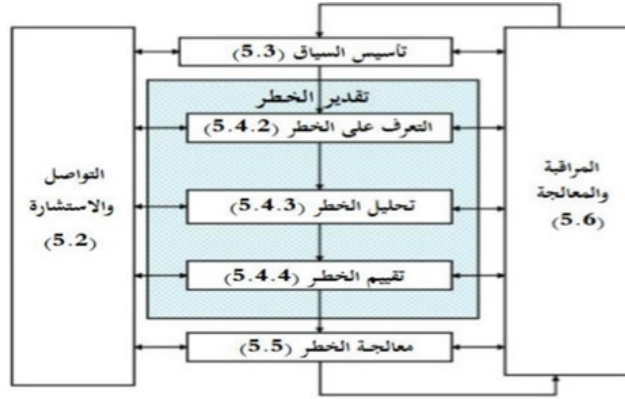 تأسيس السياق (5.3)
تقدير الخطر
التعرف على الخطر (5.4.2)
تحليل الخطر (5.4.3)
تقييم الخطر (5.4.4)
معالجة الخطر (5.5)
المراقبة
والمعالجة
(5.6)
التواصل
والاستشارة
(5.2)